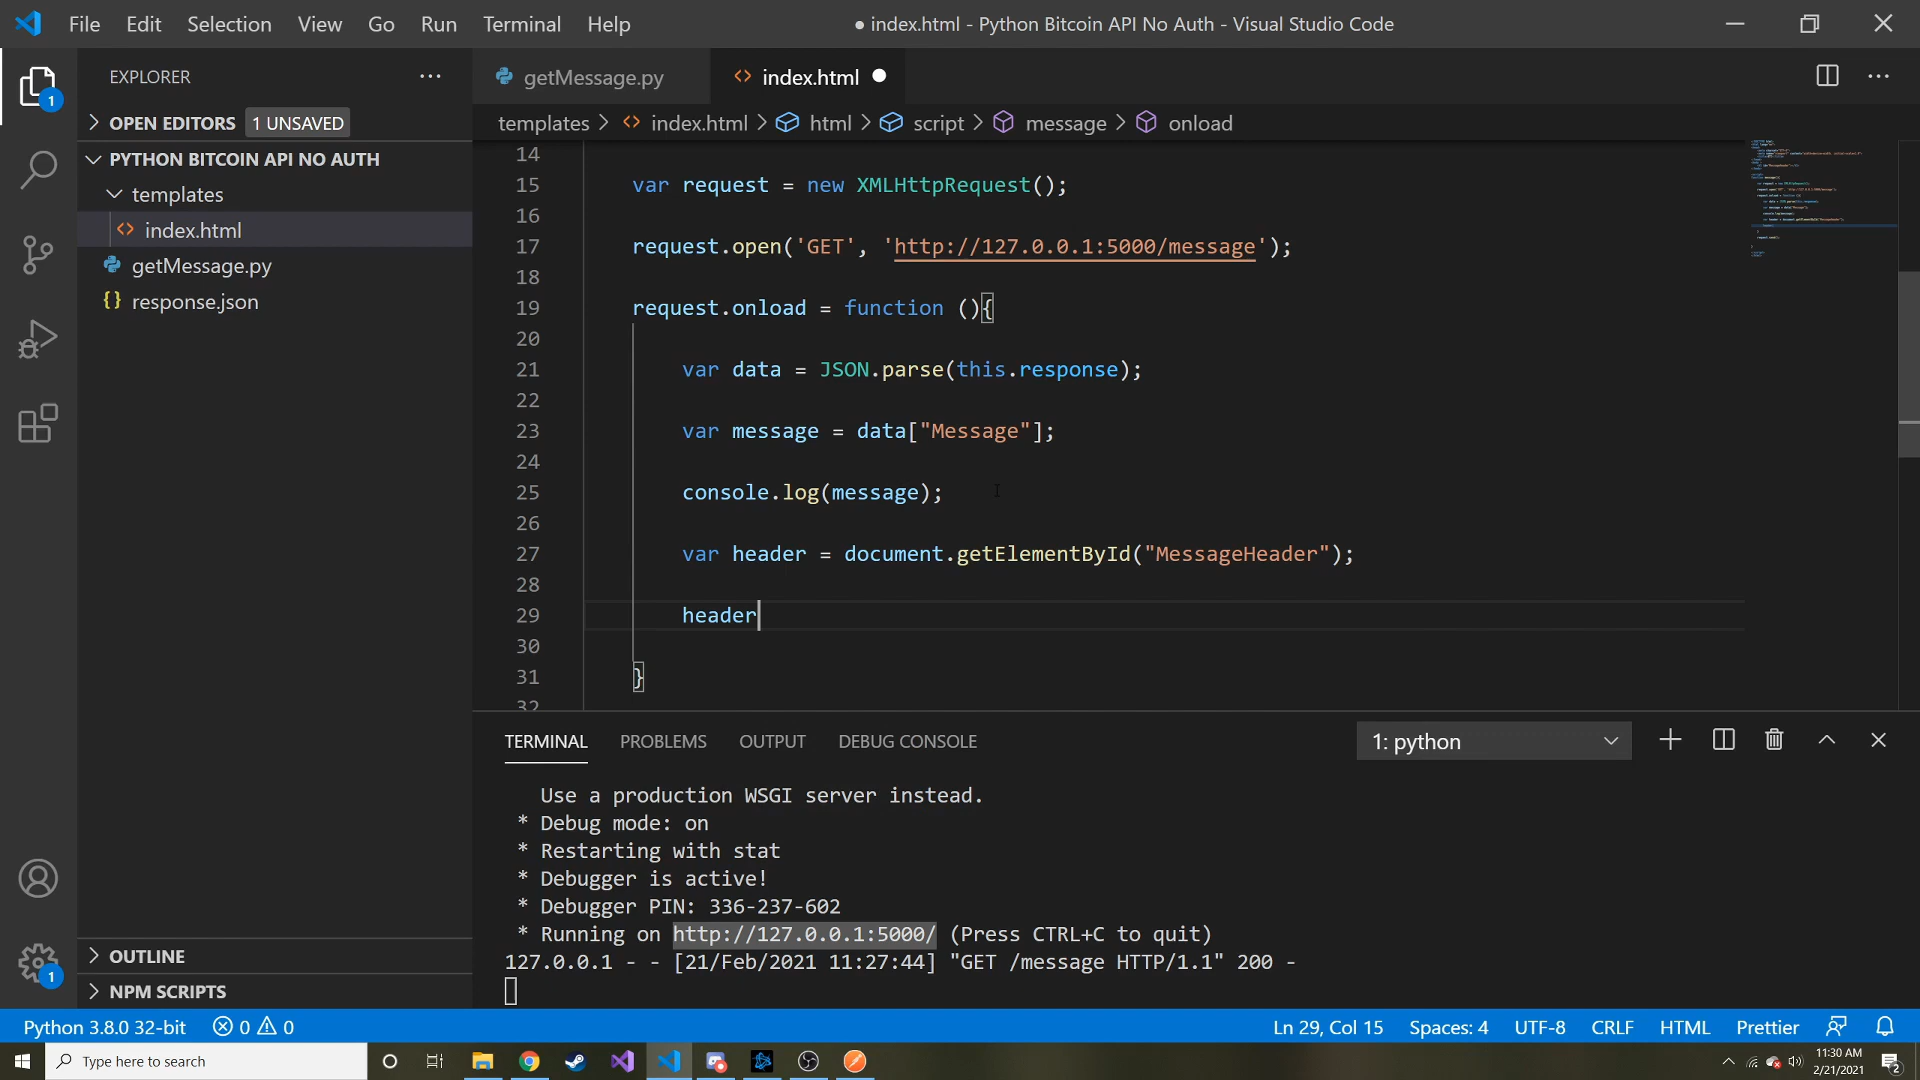 File Edit Selection View Go Run Terminal Help
● index.html - Python Bitcoin API No Auth - Visual Studio Code
EXPLORER
OPEN EDITORS 1 UNSAVED
PYTHON BITCOIN API NO AUTH
templates
index.html
getMessage.py
response.json
OUTLINE
NPM SCRIPTS
1
1
getMessage.py
index.html
templates > index.html > html > script > message > onload
14
15 var request = new XMLHttpRequest();
16
17 request.open('GET', 'http://127.0.0.1:5000/message');
18
19 request.onload = function (){
20
21 var data = JSON.parse(this.response);
22
23 var message = data["Message"];
24
25 console.log(message);
26
27 var header = document.getElementById("MessageHeader");
28
29 header
30
31 }
32
TERMINAL PROBLEMS OUTPUT DEBUG CONSOLE 1: python
Use a production WSGI server instead.
* Debug mode: on
* Restarting with stat
* Debugger is active!
* Debugger PIN: 336-237-602
* Running on http://127.0.0.1:5000/ (Press CTRL+C to quit)
127.0.0.1 - - [21/Feb/2021 11:27:44] "GET /message HTTP/1.1" 200 -
Python 3.8.0 32-bit 0 0 Ln 29, Col 15 Spaces: 4 UTF-8 CRLF HTML Prettier
Type here to search
11:30 AM
2/21/2021
2